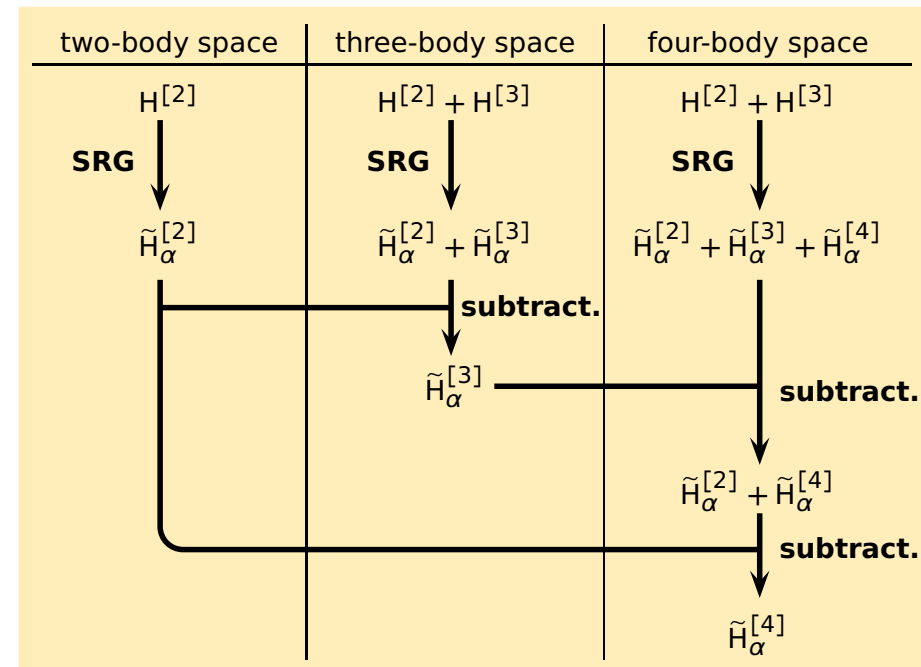 two-body space three-body space four-body space
H^[2] H^[2] + H^[3] H^[2] + H^[3]
SRG SRG SRG
H̃_α^[2] H̃_α^[2] + H̃_α^[3] H̃_α^[2] + H̃_α^[3] + H̃_α^[4]
subtract.
H̃_α^[3] subtract.
H̃_α^[2] + H̃_α^[4]
subtract.
H̃_α^[4]